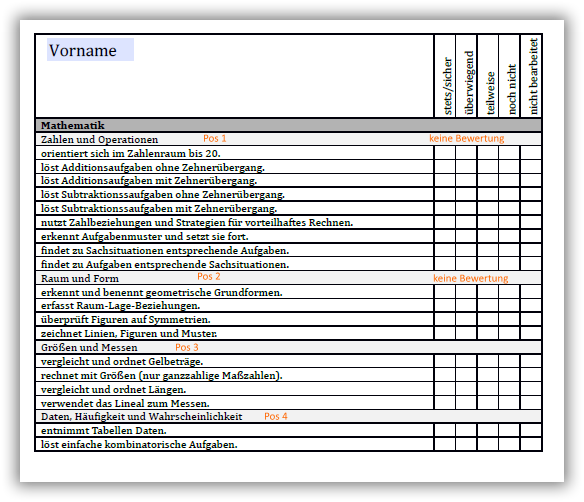 Vorname
stets/sicher
überwiegend
teilweise
noch nicht
nicht bearbeitet
Mathematik
Zahlen und Operationen Pos 1 keine Bewertung
orientiert sich im Zahlenraum bis 20.
löst Additionsaufgaben ohne Zehnerübergang.
löst Additionsaufgaben mit Zehnerübergang.
löst Subtraktionssaufgaben ohne Zehnerübergang.
löst Subtraktionssaufgaben mit Zehnerübergang.
nutzt Zahlbeziehungen und Strategien für vorteilhaftes Rechnen.
erkennt Aufgabenmuster und setzt sie fort.
findet zu Sachsituationen entsprechende Aufgaben.
findet zu Aufgaben entsprechende Sachsituationen.
Raum und Form Pos 2 keine Bewertung
erkennt und benennt geometrische Grundformen.
erfasst Raum-Lage-Beziehungen.
überprüft Figuren auf Symmetrien.
zeichnet Linien, Figuren und Muster.
Größen und Messen Pos 3
vergleicht und ordnet Gelbeträge.
rechnet mit Größen (nur ganzzahlige Maßzahlen).
vergleicht und ordnet Längen.
verwendet das Lineal zum Messen.
Daten, Häufigkeit und Wahrscheinlichkeit Pos 4
entnimmt Tabellen Daten.
löst einfache kombinatorische Aufgaben.